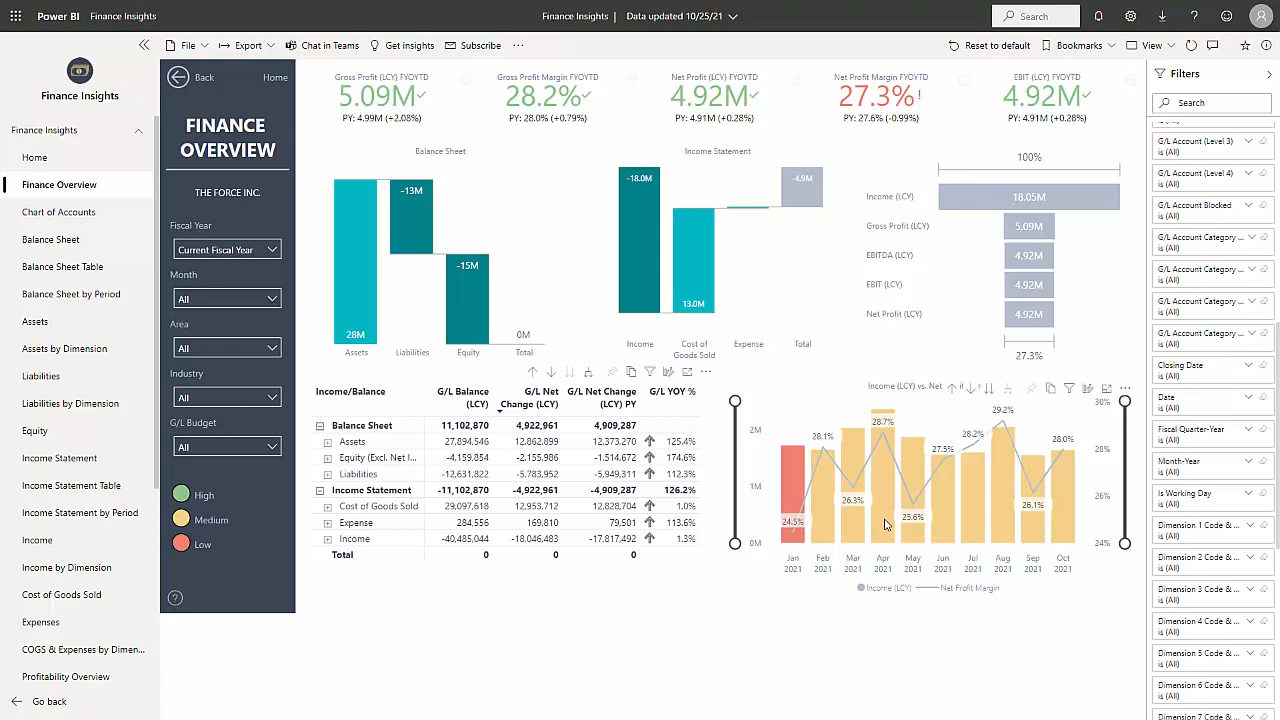 Power BI Finance Insights
Finance Insights | Data updated 10/25/21
Search
File Export Chat in Teams Get insights Subscribe ···
Reset to default Bookmarks View
Finance Insights
Finance Insights
Home
Finance Overview
Chart of Accounts
Balance Sheet
Balance Sheet Table
Balance Sheet by Period
Assets
Assets by Dimension
Liabilities
Liabilities by Dimension
Equity
Income Statement
Income Statement Table
Income Statement by Period
Income
Income by Dimension
Cost of Goods Sold
Expenses
COGS & Expenses by Dimen...
Profitability Overview
Go back
Back Home
FINANCE
OVERVIEW
THE FORCE INC.
Fiscal Year
Current Fiscal Year
Month
All
Area
All
Industry
All
G/L Budget
All
High
Medium
Low
?
Gross Profit (LCY) FYOYTD
5.09M
PY: 4.99M (+2.08%)
Gross Profit Margin FYOYTD
28.2%
PY: 28.0% (+0.79%)
Net Profit (LCY) FYOYTD
4.92M
PY: 4.91M (+0.28%)
Net Profit Margin FYOYTD
27.3%!
PY: 27.6% (-0.99%)
EBIT (LCY) FYOYTD
4.92M
PY: 4.91M (+0.28%)
Balance Sheet
-13M
-15M
28M
0M
Assets Liabilities Equity Total
Income Statement
-18.0M
-4.9M
13.0M
Income Cost of Goods Sold Expense Total
100%
Income (LCY) 18.05M
Gross Profit (LCY) 5.09M
EBITDA (LCY) 4.92M
EBIT (LCY) 4.92M
Net Profit (LCY) 4.92M
27.3%
Income/Balance G/L Balance (LCY) G/L Net Change (LCY) G/L Net Change (LCY) PY G/L YOY %
Balance Sheet 11,102,870 4,922,961 4,909,287
Assets 27,894,546 12,862,899 12,373,270 125.4%
Equity (Excl. Net I... -4,159,854 -2,155,986 -1,514,672 174.6%
Liabilities -12,631,822 -5,783,952 -5,949,311 112.3%
Income Statement -11,102,870 -4,922,961 -4,909,287 126.2%
Cost of Goods Sold 29,097,618 12,953,712 12,828,704 1.0%
Expense 284,556 169,810 79,501 113.6%
Income -40,485,044 -18,046,483 -17,817,492 1.3%
Total 0 0 0
Income (LCY) vs. Net
2M
1M
0M
30%
28%
26%
24%
24.5% 28.1% 26.3% 28.7% 25.6% 27.5% 28.2% 29.2% 26.1% 28.0%
Jan Feb Mar Apr May Jun Jul Aug Sep Oct
2021 2021 2021 2021 2021 2021 2021 2021 2021 2021
Income (LCY) Net Profit Margin
Filters
Search
is (All)
G/L Account (Level 3)
is (All)
G/L Account (Level 4)
is (All)
G/L Account Blocked
is (All)
G/L Account Category ...
is (All)
G/L Account Category ...
is (All)
G/L Account Category ...
is (All)
G/L Account Category ...
is (All)
Closing Date
is (All)
Date
is (All)
Fiscal Quarter-Year
is (All)
Month-Year
is (All)
Is Working Day
is (All)
Dimension 1 Code & ...
is (All)
Dimension 2 Code & ...
is (All)
Dimension 3 Code & ...
is (All)
Dimension 4 Code & ...
is (All)
Dimension 5 Code & ...
is (All)
Dimension 6 Code & ...
is (All)
Dimension 7 Code & ...